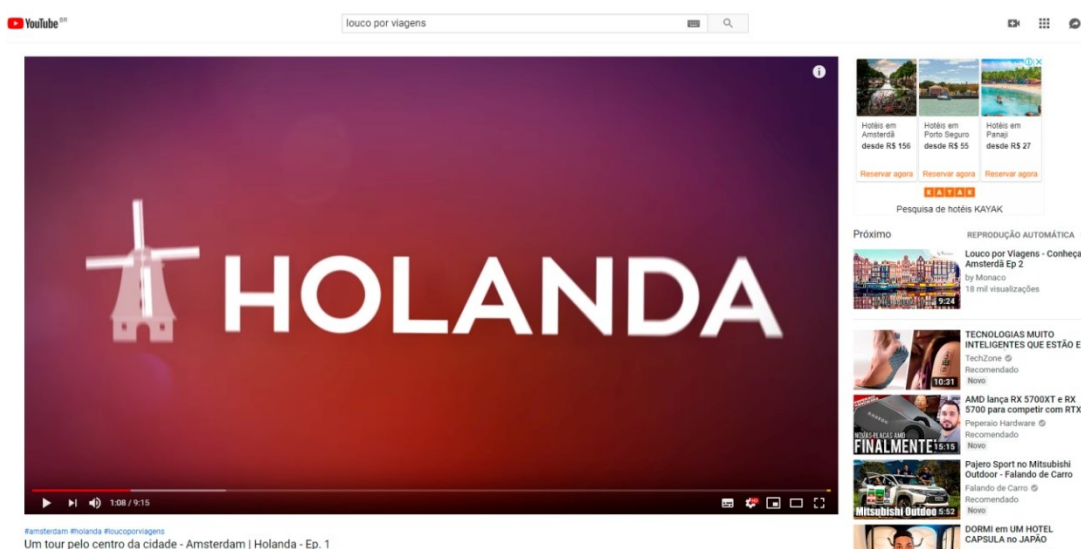 YouTube BR
louco por viagens
HOLANDA
1:08 / 9:15
#amsterdam #holanda #loucoporviagens
Um tour pelo centro da cidade - Amsterdam | Holanda - Ep. 1
Hotéis em Amsterdã
desde R$ 156
Reservar agora
Hotéis em Porto Seguro
desde R$ 55
Reservar agora
Hotéis em Panaji
desde R$ 27
Reservar agora
KAYAK
Pesquisa de hotéis KAYAK
Próximo
REPRODUÇÃO AUTOMÁTICA
9:24
Louco por Viagens - Conheça
Amsterdã Ep 2
by Monaco
18 mil visualizações
10:31
TECNOLOGIAS MUITO
INTELIGENTES QUE ESTÃO E
TechZone
Recomendado
Novo
NOVAS PLACAS AMD
FINALMENTE
15:15
AMD lança RX 5700XT e RX
5700 para competir com RTX
Peperaio Hardware
Recomendado
Novo
Mitsubishi Outdoo
5:52
Pajero Sport no Mitsubishi
Outdoor - Falando de Carro
Falando de Carro
Recomendado
Novo
DORMI em UM HOTEL
CAPSULA no JAPÃO